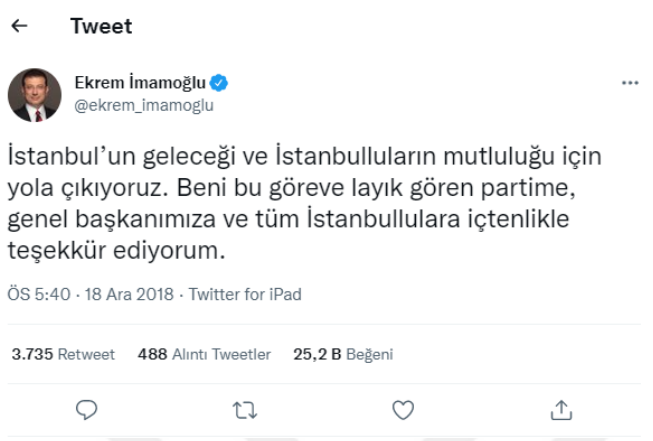 Tweet
Ekrem İmamoğlu
@ekrem_imamoglu
İstanbul’un geleceği ve İstanbulluların mutluluğu için
yola çıkıyoruz. Beni bu göreve layık gören partime,
genel başkanımıza ve tüm İstanbullulara içtenlikle
teşekkür ediyorum.
ÖS 5:40 · 18 Ara 2018 · Twitter for iPad
3.735 Retweet 488 Alıntı Tweetler 25,2 B Beğeni